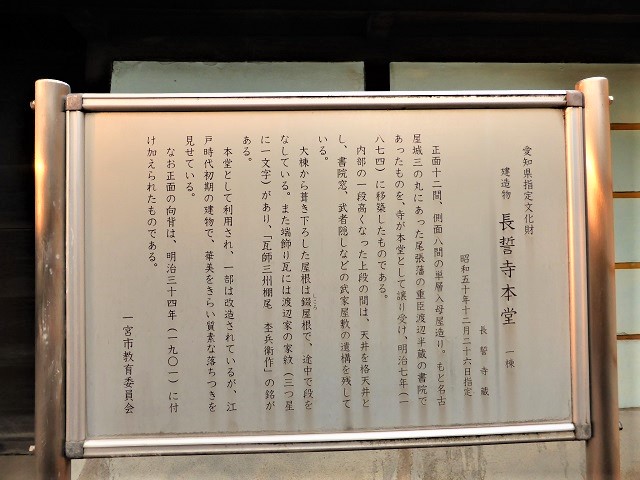 愛知県指定文化財
建造物 長誓寺本堂 一棟
長誓寺蔵
昭和五十年十二月二十六日指定
正面十二間、側面八間の単層入母屋造り。もと名古
屋城三の丸にあった尾張藩の重臣渡辺半蔵の書院で
あったものを、寺が本堂として譲り受け、明治七年（一
八七四）に移築したものである。
内部の一段高くなった上段の間は、天井を格天井と
し、書院窓、武者隠しなどの武家屋敷の遺構を残して
いる。
大棟から葺き下ろした屋根は錣屋根で、途中で段を
なしている。また端飾り瓦には渡辺家の家紋（三つ星
に一文字）があり、「瓦師三州棚尾 杢兵衛作」の銘が
ある。
本堂として利用され、一部は改造されているが、江
戸時代初期の建物で、華美をきらい質素な落ちつきを
見せている。
なお正面の向背は、明治三十四年（一九〇一）に付
け加えられたものである。
一宮市教育委員会